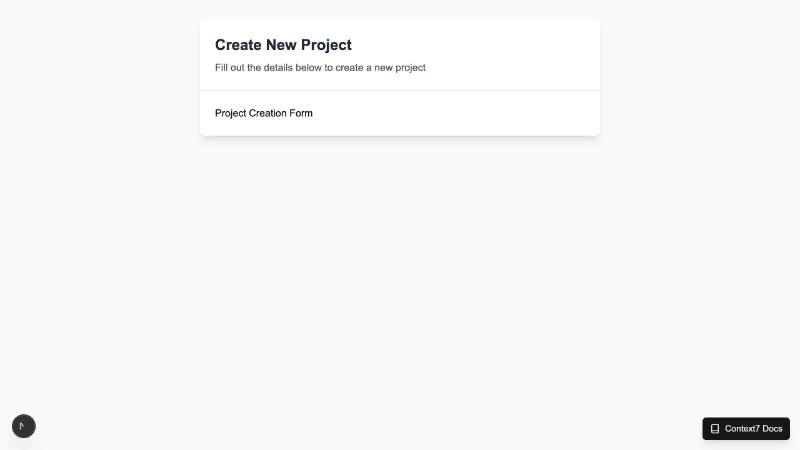 Create New Project
Fill out the details below to create a new project
Project Creation Form
Context7 Docs